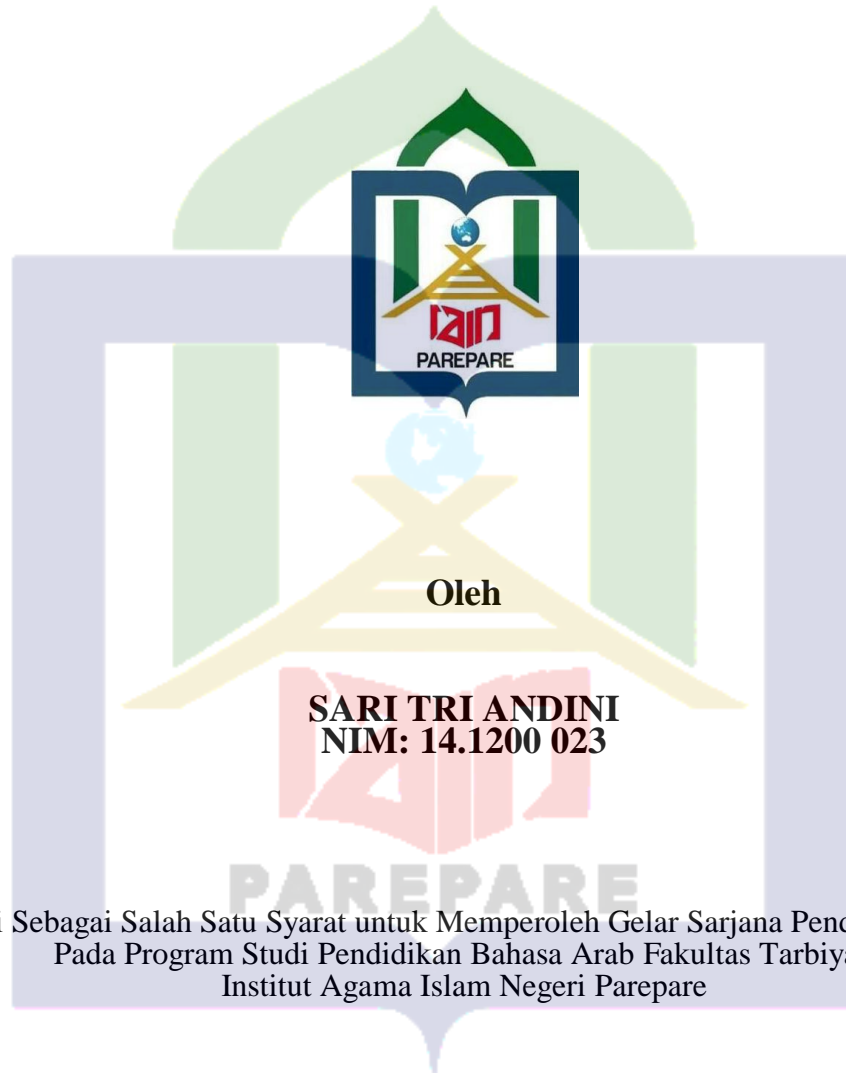 iain
PAREPARE
Oleh
SARI TRI ANDINI
NIM: 14.1200 023
PAREPARE
i Sebagai Salah Satu Syarat untuk Memperoleh Gelar Sarjana Pend
Pada Program Studi Pendidikan Bahasa Arab Fakultas Tarbiya
Institut Agama Islam Negeri Parepare